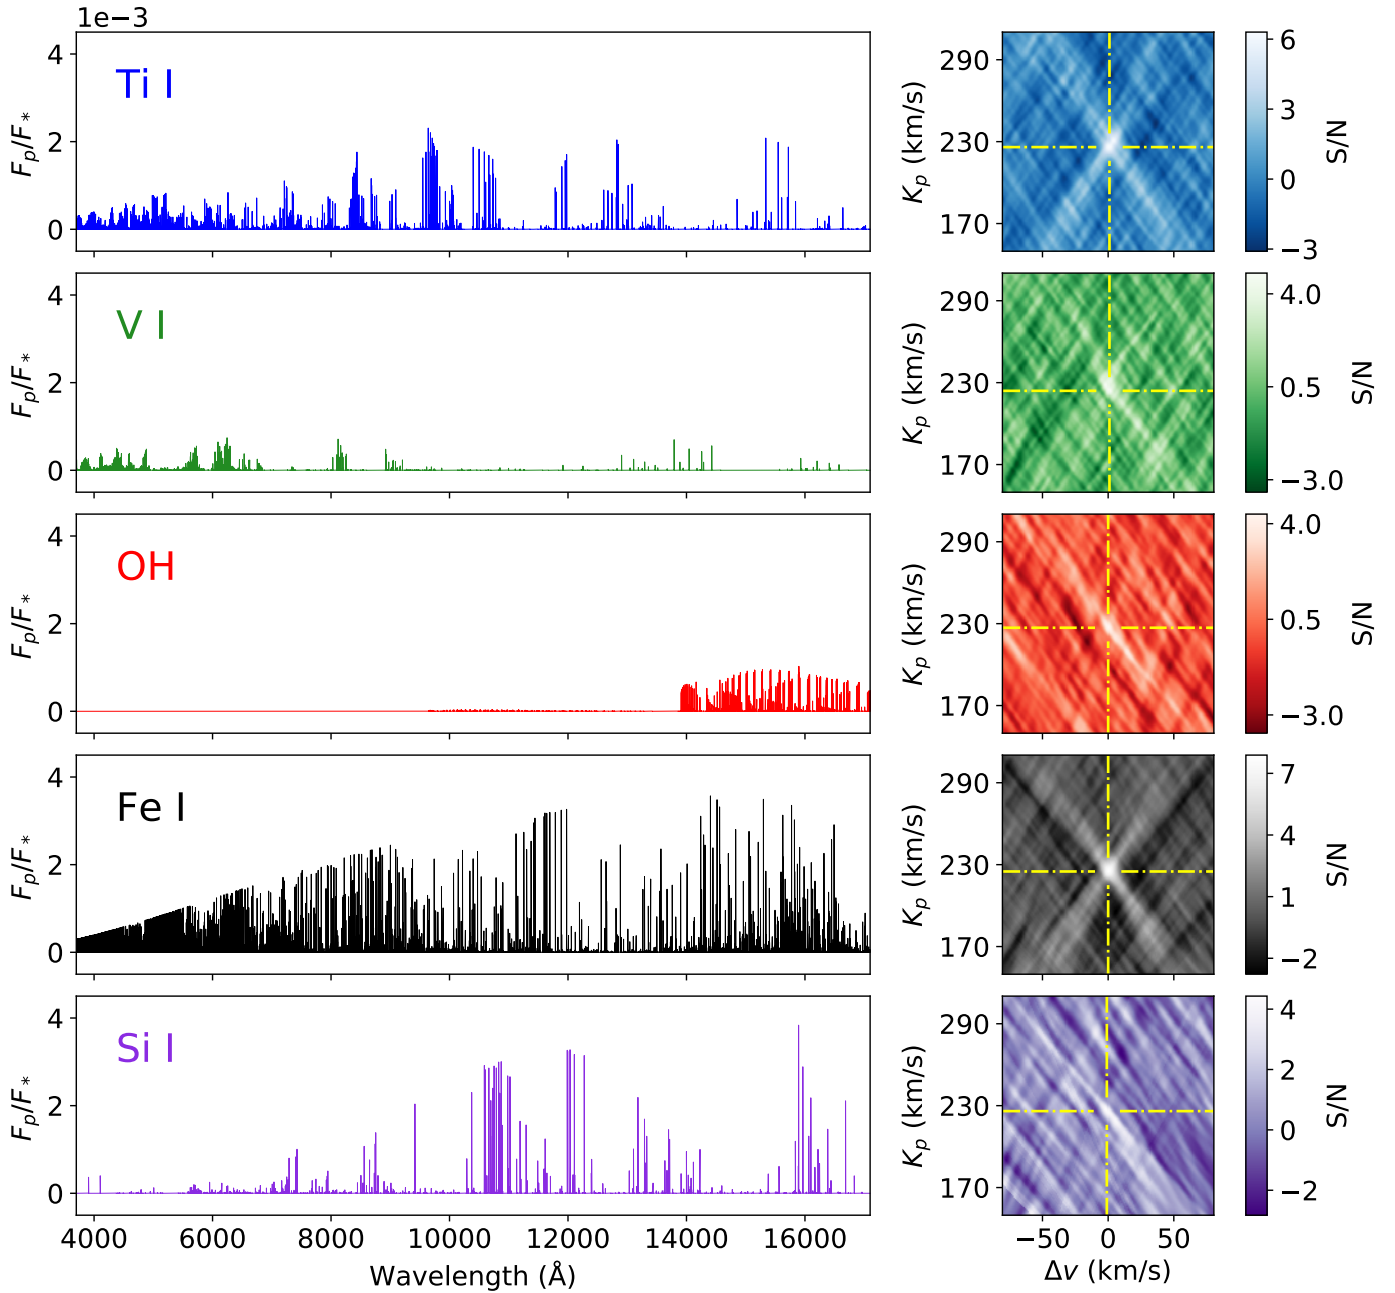 1e−3
Ti I
F_p/F_*
4
2
0
K_p (km/s)
290
230
170
6
3
0
−3
S/N
V I
F_p/F_*
4
2
0
K_p (km/s)
290
230
170
4.0
0.5
−3.0
S/N
OH
F_p/F_*
4
2
0
K_p (km/s)
290
230
170
4.0
0.5
−3.0
S/N
Fe I
F_p/F_*
4
2
0
K_p (km/s)
290
230
170
7
4
1
−2
S/N
Si I
F_p/F_*
4
2
0
K_p (km/s)
290
230
170
4
2
0
−2
S/N
4000 6000 8000 10000 12000 14000 16000
Wavelength (Å)
−50 0 50
Δv (km/s)